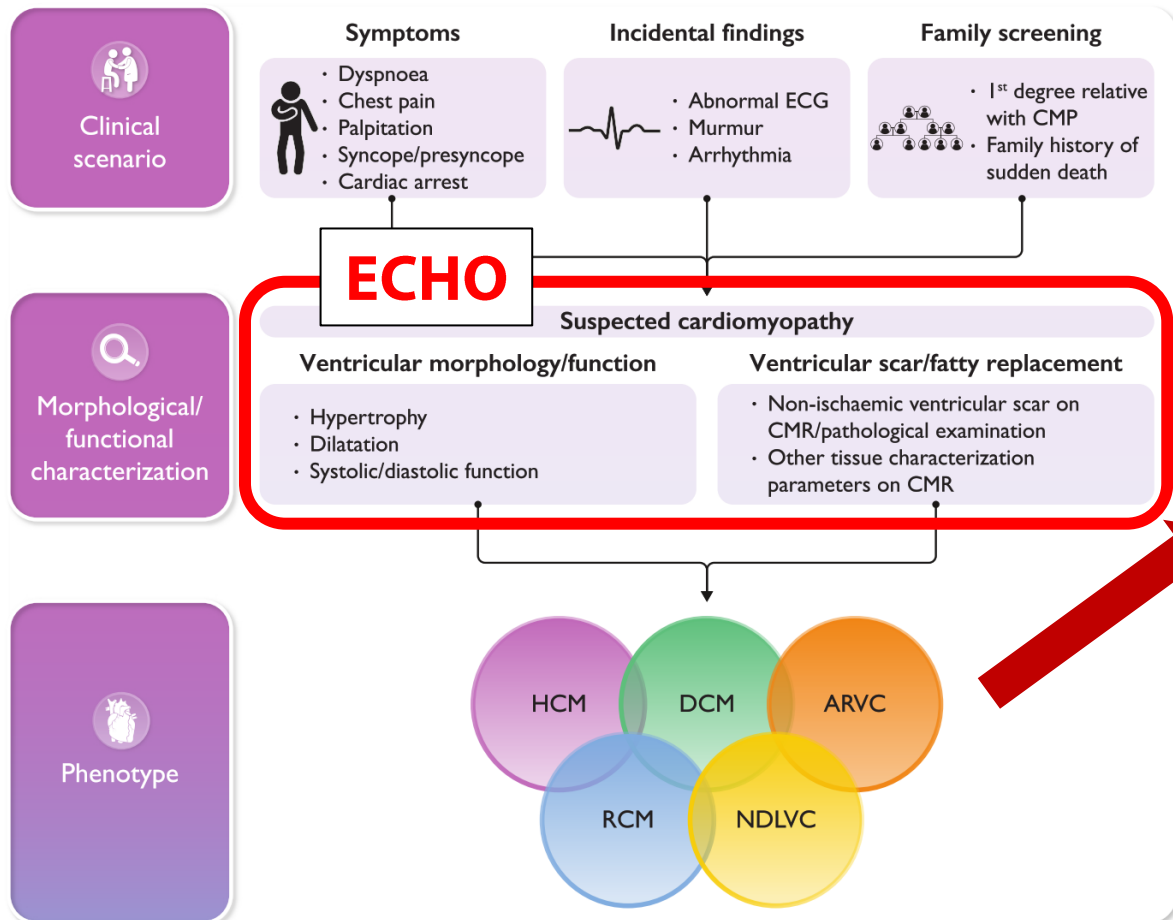 Clinical
scenario
Symptoms
· Dyspnoea
· Chest pain
· Palpitation
· Syncope/presyncope
· Cardiac arrest
Incidental findings
· Abnormal ECG
· Murmur
· Arrhythmia
Family screening
· 1st degree relative
with CMP
· Family history of
sudden death
ECHO
Morphological/
functional
characterization
Suspected cardiomyopathy
Ventricular morphology/function
· Hypertrophy
· Dilatation
· Systolic/diastolic function
Ventricular scar/fatty replacement
· Non-ischaemic ventricular scar on
CMR/pathological examination
· Other tissue characterization
parameters on CMR
Phenotype
HCM
DCM
ARVC
RCM
NDLVC